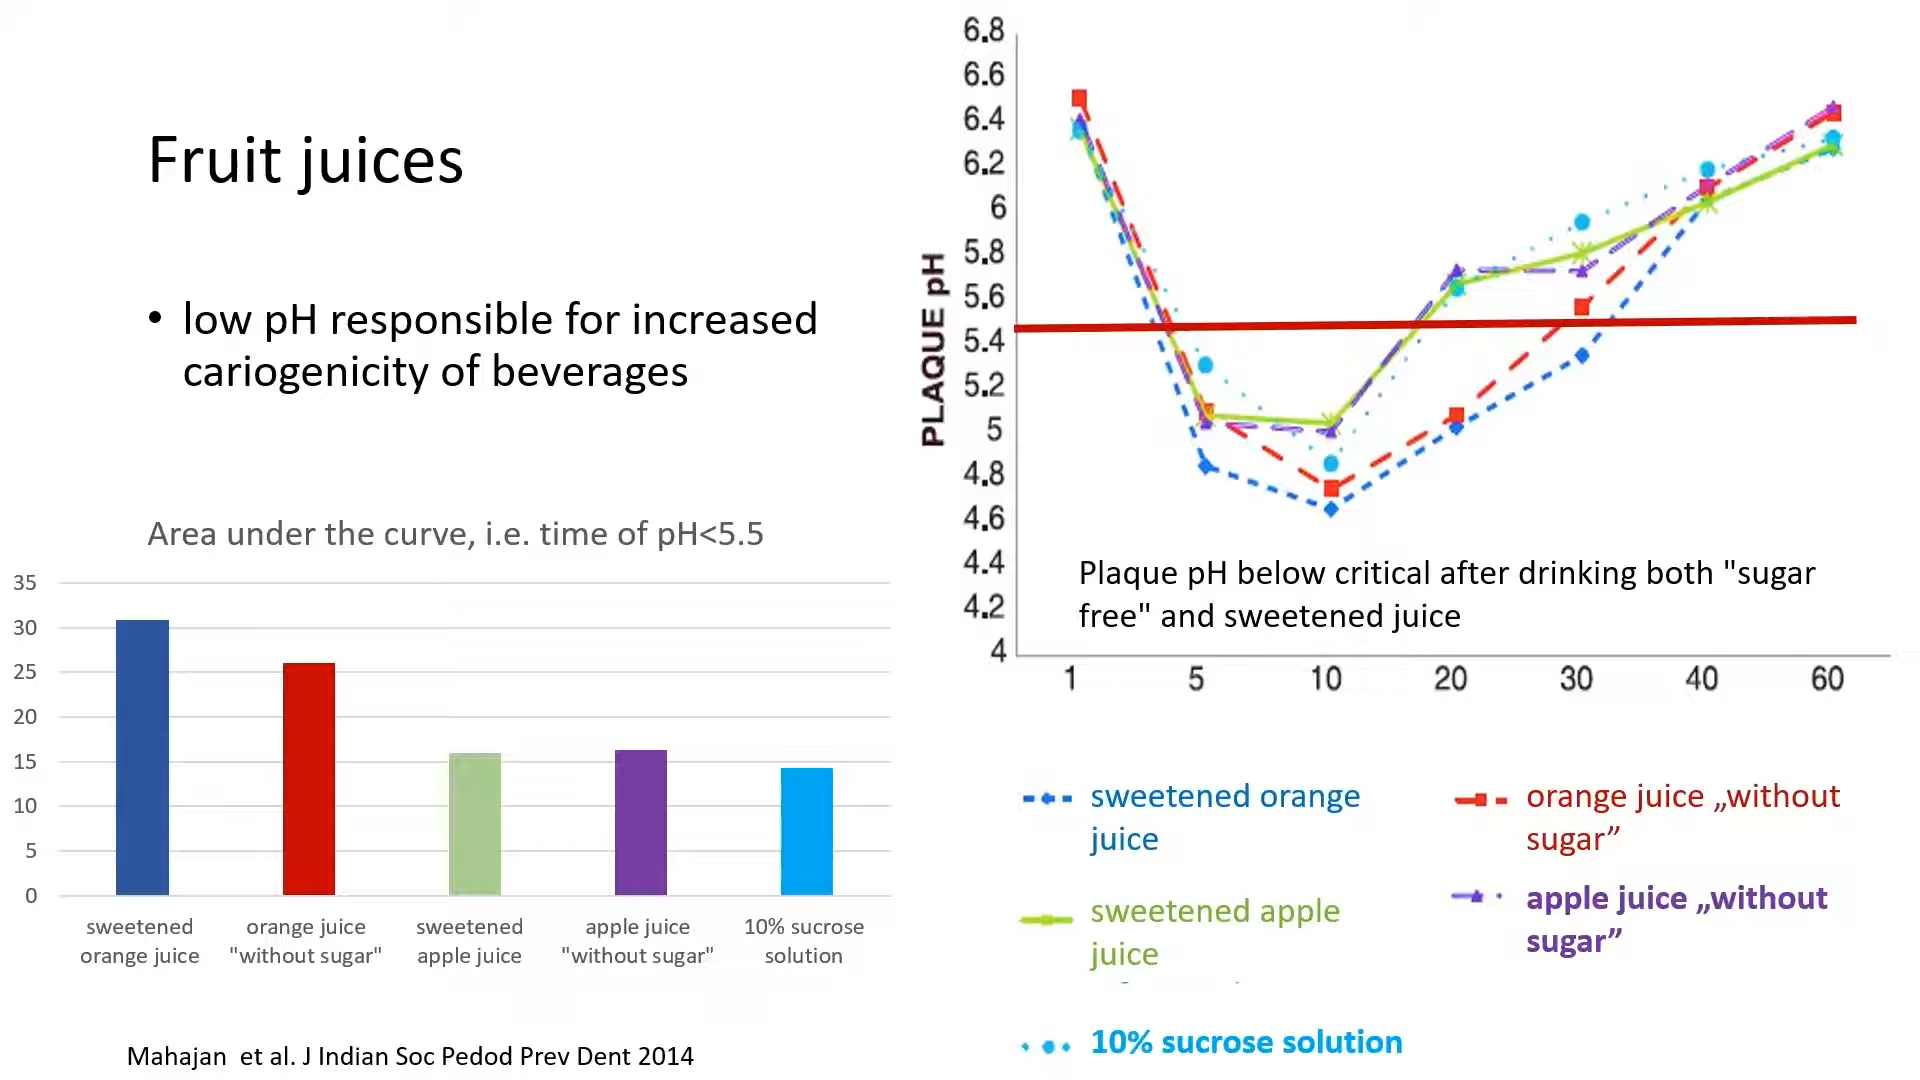 Fruit juices
• low pH responsible for increased
cariogenicity of beverages
Area under the curve, i.e. time of pH<5.5
35
30
25
20
15
10
5
0
sweetened
orange juice
orange juice
"without sugar"
sweetened
apple juice
apple juice
"without sugar"
10% sucrose
solution
Mahajan et al. J Indian Soc Pedod Prev Dent 2014
PLAQUE pH
6.8
6.6
6.4
6.2
6
5.8
5.6
5.4
5.2
5
4.8
4.6
4.4
4.2
4
Plaque pH below critical after drinking both "sugar
free" and sweetened juice
1 5 10 20 30 40 60
sweetened orange
juice
orange juice „without
sugar”
sweetened apple
juice
apple juice „without
sugar”
10% sucrose solution